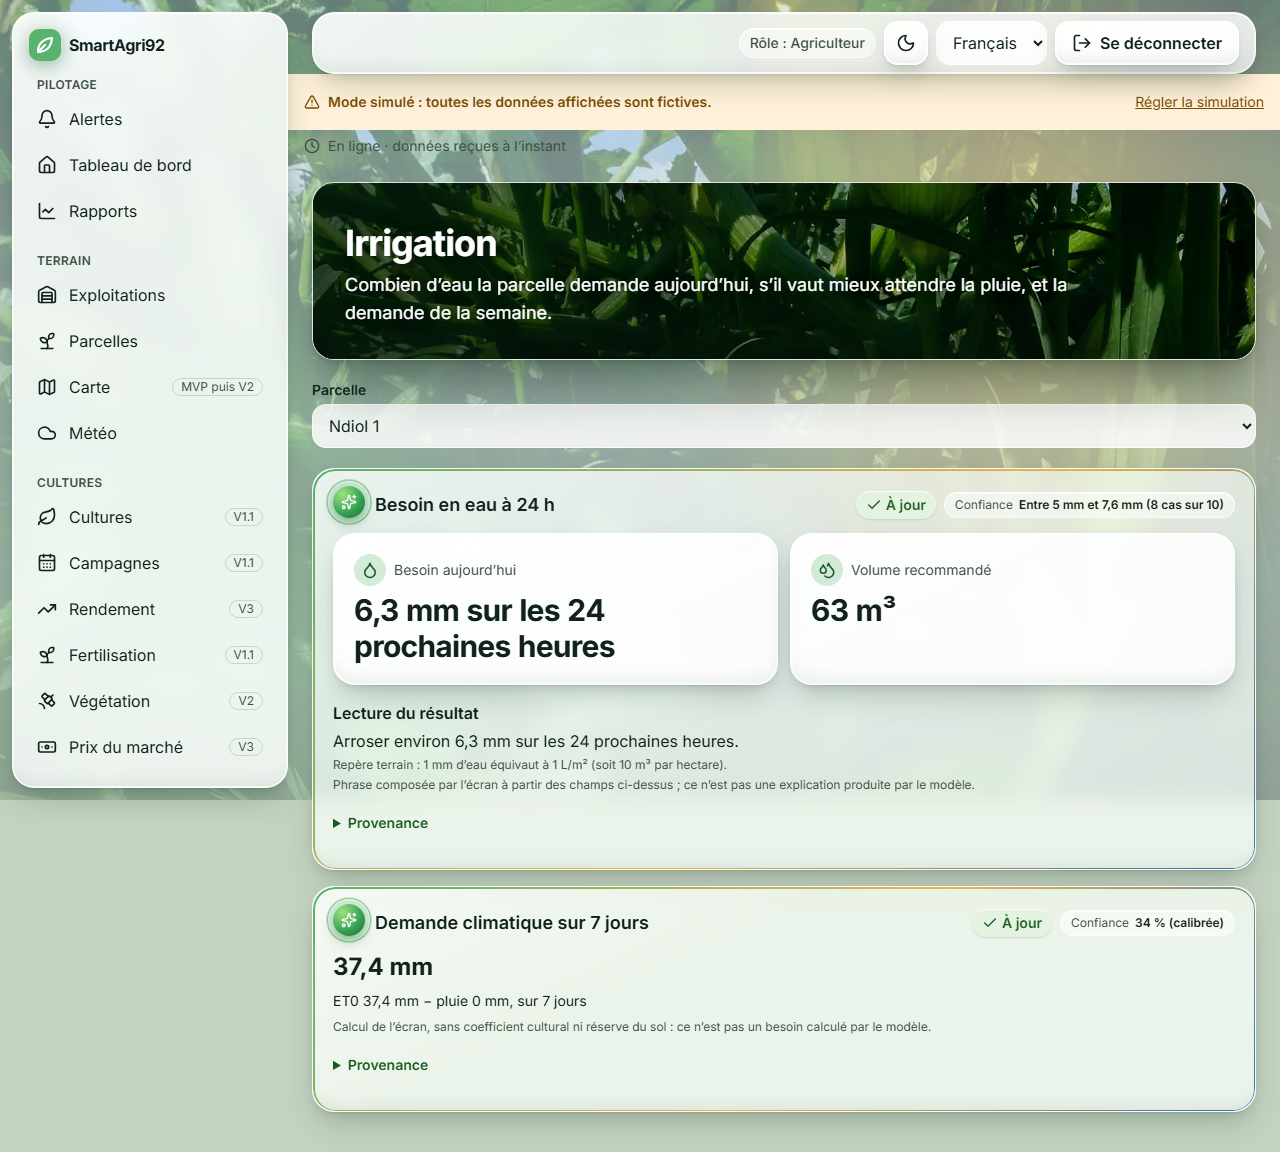 SmartAgri92
PILOTAGE
Alertes
Tableau de bord
Rapports
TERRAIN
Exploitations
Parcelles
Carte MVP puis V2
Météo
CULTURES
Cultures V1.1
Campagnes V1.1
Rendement V3
Fertilisation V1.1
Végétation V2
Prix du marché V3
Rôle : Agriculteur Français Se déconnecter
Mode simulé : toutes les données affichées sont fictives. Régler la simulation
En ligne · données reçues à l’instant
Irrigation
Combien d’eau la parcelle demande aujourd’hui, s’il vaut mieux attendre la pluie, et la
demande de la semaine.
Parcelle
Ndiol 1
Besoin en eau à 24 h À jour Confiance Entre 5 mm et 7,6 mm (8 cas sur 10)
Besoin aujourd’hui
6,3 mm sur les 24
prochaines heures
Volume recommandé
63 m³
Lecture du résultat
Arroser environ 6,3 mm sur les 24 prochaines heures.
Repère terrain : 1 mm d’eau équivaut à 1 L/m² (soit 10 m³ par hectare).
Phrase composée par l’écran à partir des champs ci-dessus ; ce n’est pas une explication produite par le modèle.
Provenance
Demande climatique sur 7 jours À jour Confiance 34 % (calibrée)
37,4 mm
ET0 37,4 mm − pluie 0 mm, sur 7 jours
Calcul de l’écran, sans coefficient cultural ni réserve du sol : ce n’est pas un besoin calculé par le modèle.
Provenance